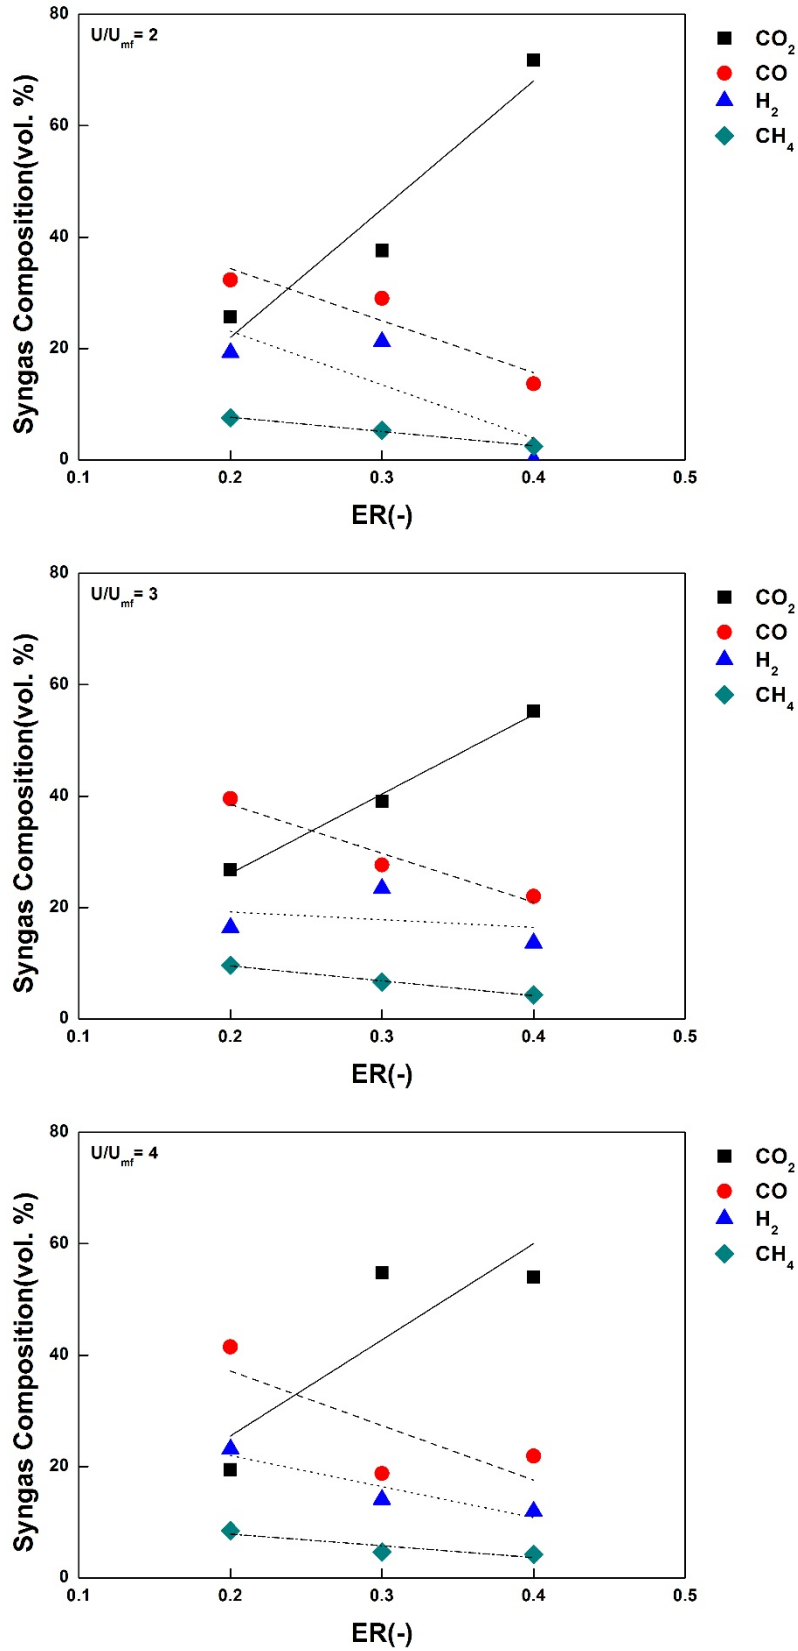 U/Umf= 2
CO2
CO
H2
CH4
Syngas Composition(vol. %)
80
60
40
20
0
0.1 0.2 0.3 0.4 0.5
ER(-)
U/Umf= 3
CO2
CO
H2
CH4
Syngas Composition(vol. %)
80
60
40
20
0
0.1 0.2 0.3 0.4 0.5
ER(-)
U/Umf= 4
CO2
CO
H2
CH4
Syngas Composition(vol. %)
80
60
40
20
0
0.1 0.2 0.3 0.4 0.5
ER(-)